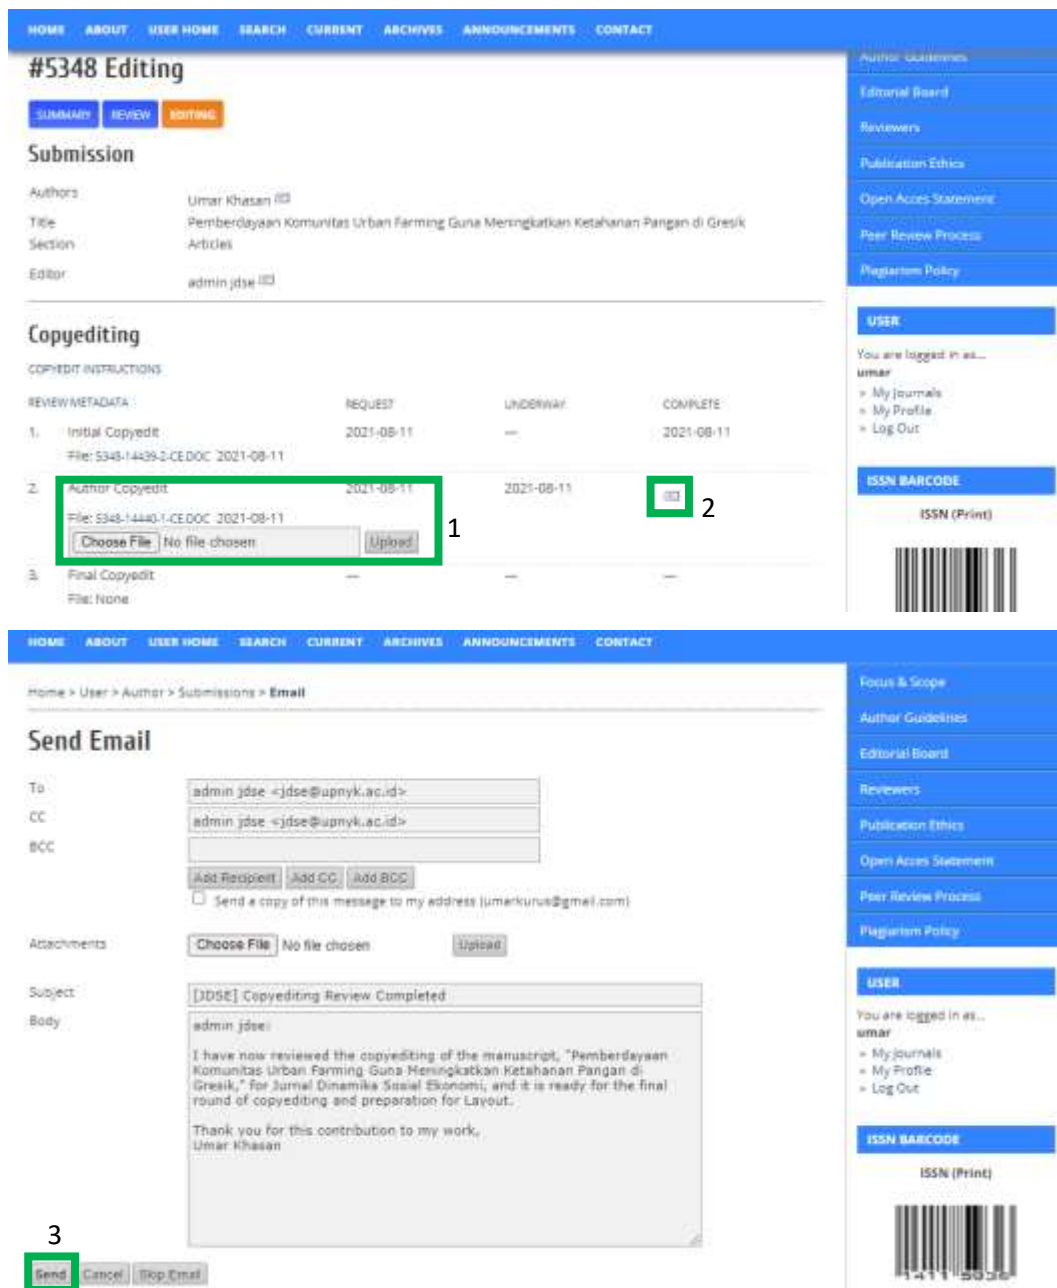 HOME ABOUT USER HOME SEARCH CURRENT ARCHIVES ANNOUNCEMENTS CONTACT
#5348 Editing
SUMMARY REVIEW EDITING
Submission
Authors Umar Khasan
Title Pemberdayaan Komunitas Urban Farming Guna Meningkatkan Ketahanan Pangan di Gresik
Section Articles
Editor admin jdse
Copyediting
COPYEDIT INSTRUCTIONS
REVIEW METADATA REQUEST UNDERWAY COMPLETE
1. Initial Copyedit 2021-08-11 — 2021-08-11
File: 5348-14439-2-CE.DOC 2021-08-11
2. Author Copyedit 2021-08-11 2021-08-11
2
File: 5348-14440-1-CE.DOC 2021-08-11
Choose File No file chosen Upload
1
3. Final Copyedit — — —
File: None
Author Guidelines
Editorial Board
Reviewers
Publication Ethics
Open Acces Statement
Peer Review Process
Plagiarism Policy
USER
You are logged in as...
umar
» My Journals
» My Profile
» Log Out
ISSN BARCODE
ISSN (Print)
HOME ABOUT USER HOME SEARCH CURRENT ARCHIVES ANNOUNCEMENTS CONTACT
Home > User > Author > Submissions > Email
Send Email
To admin jdse <jdse@upnyk.ac.id>
CC admin jdse <jdse@upnyk.ac.id>
BCC
Add Recipient Add CC Add BCC
Send a copy of this message to my address (umarkurus@gmail.com)
Attachments Choose File No file chosen Upload
Subject [JDSE] Copyediting Review Completed
Body admin jdse:
I have now reviewed the copyediting of the manuscript, "Pemberdayaan
Komunitas Urban Farming Guna Meningkatkan Ketahanan Pangan di
Gresik," for Jurnal Dinamika Sosial Ekonomi, and it is ready for the final
round of copyediting and preparation for Layout.
Thank you for this contribution to my work,
Umar Khasan
3
Send Cancel Skip Email
Focus & Scope
Author Guidelines
Editorial Board
Reviewers
Publication Ethics
Open Acces Statement
Peer Review Process
Plagiarism Policy
USER
You are logged in as...
umar
» My Journals
» My Profile
» Log Out
ISSN BARCODE
ISSN (Print)